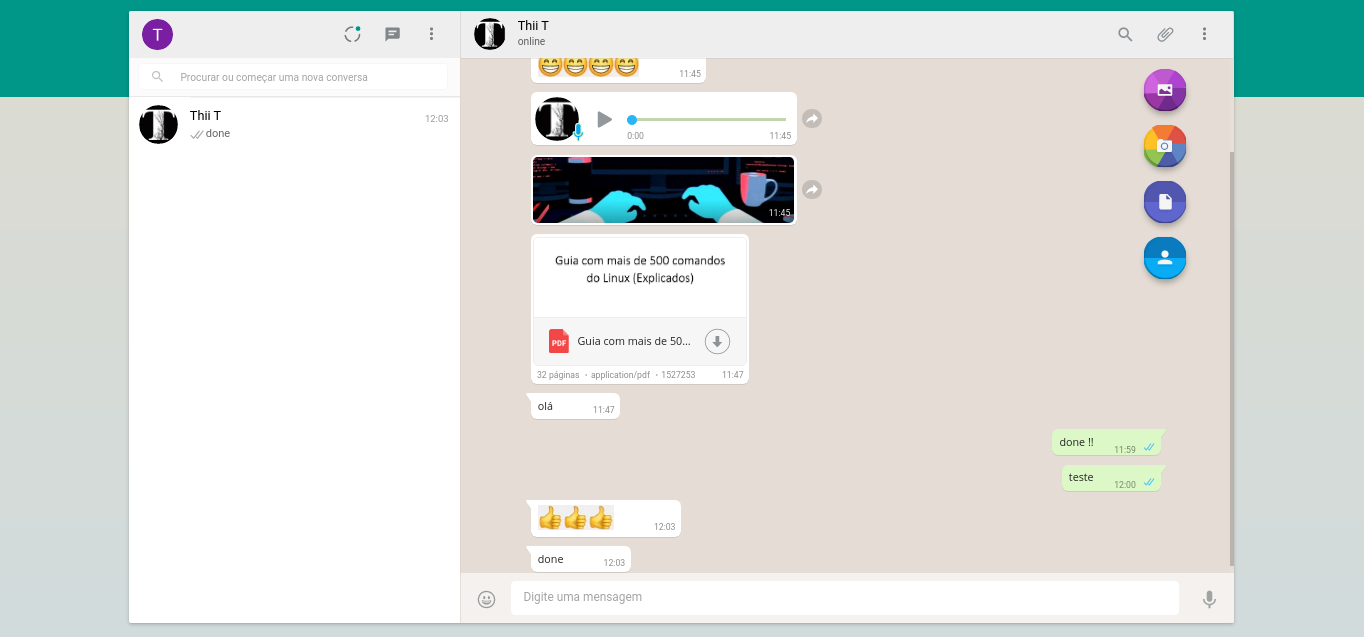 T
Procurar ou começar uma nova conversa
Thii T
12:03
done
Thii T
online
11:45
0:00
11:45
11:45
Guia com mais de 500 comandos
do Linux (Explicados)
PDF
Guia com mais de 50...
32 páginas • application/pdf • 1527253
11:47
olá
11:47
done !!
11:59
teste
12:00
12:03
done
12:03
Digite uma mensagem